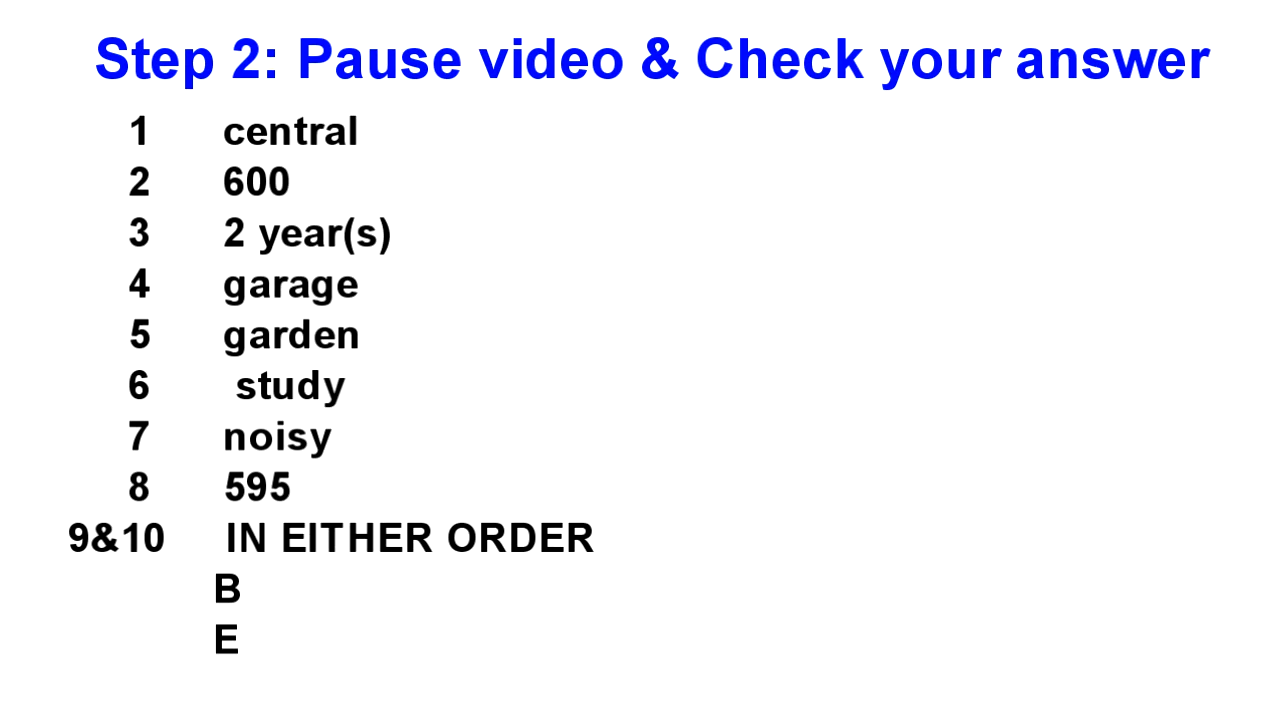 Step 2: Pause video & Check your answer
1 central
2 600
3 2 year(s)
4 garage
5 garden
6 study
7 noisy
8 595
9&10 IN EITHER ORDER
B
E